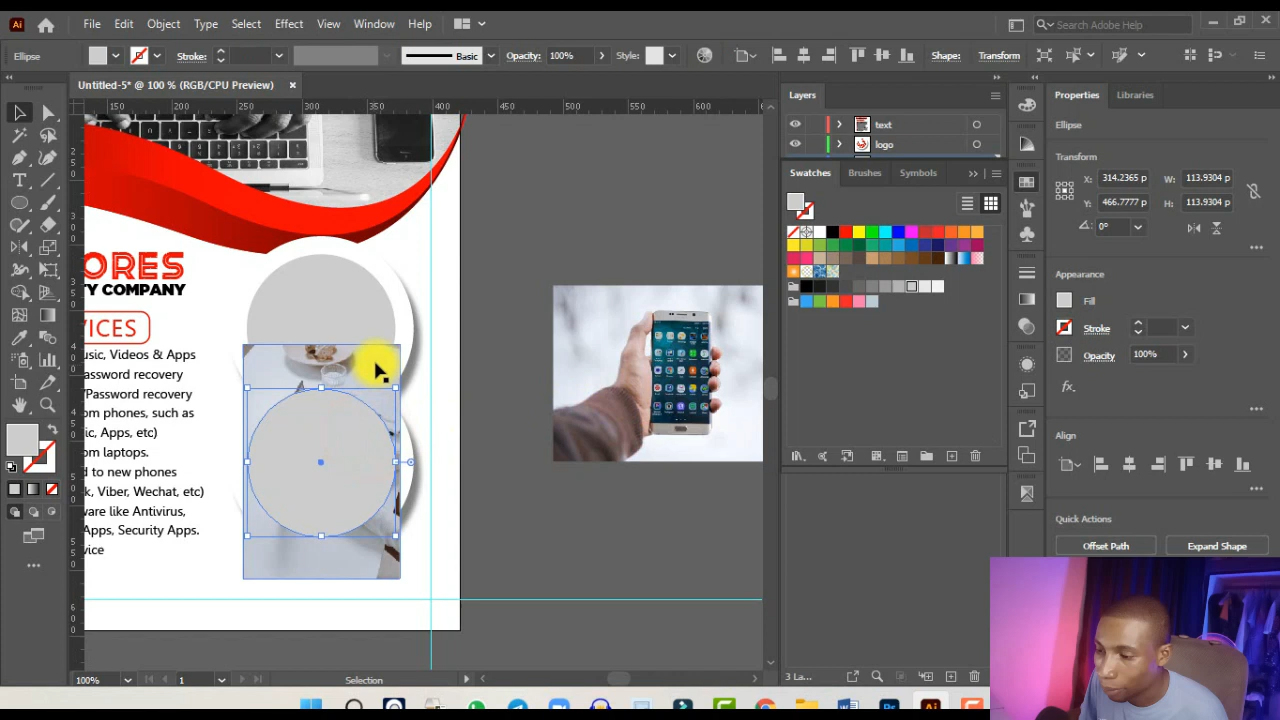 Ai File Edit Object Type Select Effect View Window Help Search Adobe Help
Ellipse Stroke: Basic Opacity: 100% Style: Shape: Transform
Untitled-5* @ 100 % (RGB/CPU Preview) ×
150 200 250 300 350 400 450 500 550 600
ORES
TY COMPANY
VICES
usic, Videos & Apps
assword recovery
/Password recovery
om phones, such as
ic, Apps, etc)
om laptops.
d to new phones
k, Viber, Wechat, etc)
ware like Antivirus,
Apps, Security Apps.
vice
Layers
text
logo
Swatches Brushes Symbols
3 La...
Properties Libraries
Ellipse
Transform
X: 314.2365 p W: 113.9304 p
Y: 466.7777 p H: 113.9304 p
0°
Appearance
Fill
Stroke
Opacity 100%
fx.
Align
Quick Actions
Offset Path Expand Shape
100% 1 Selection